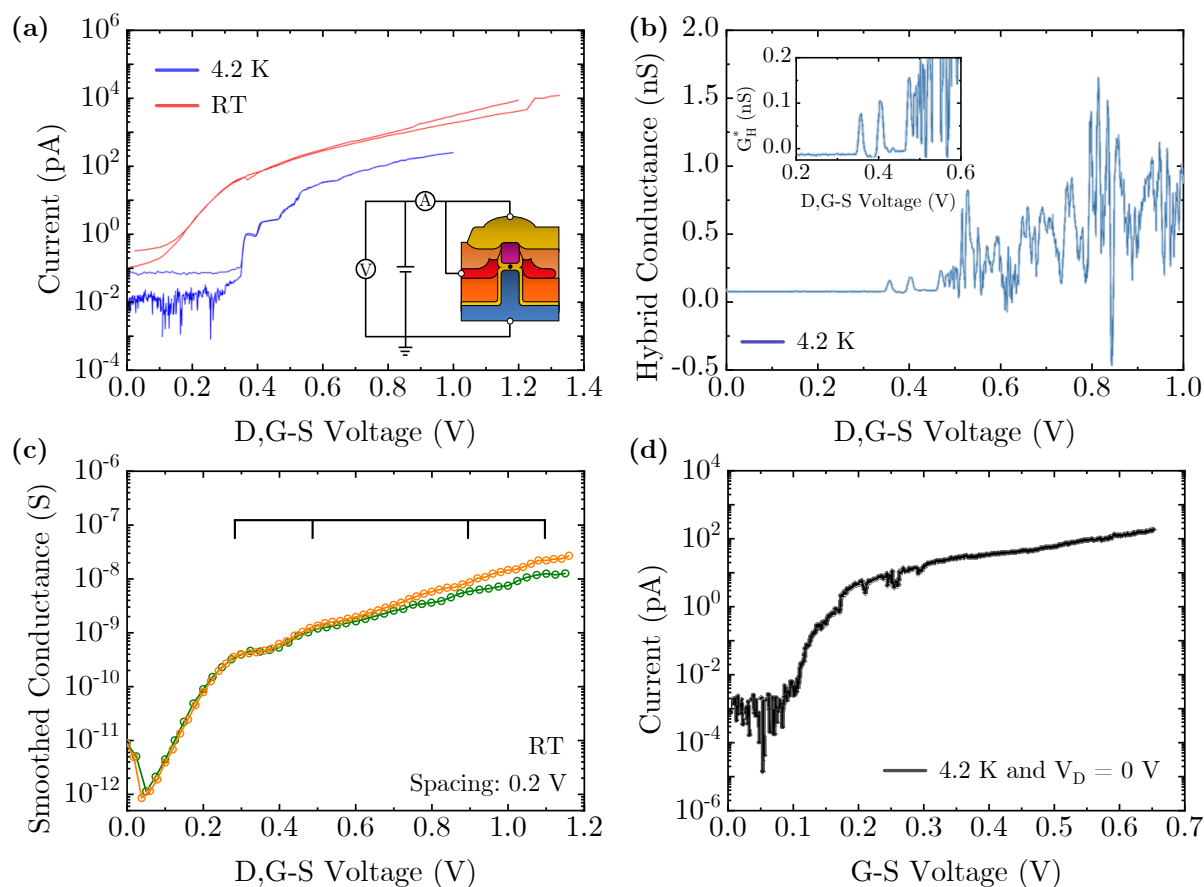 (a)
Current (pA)
10^6
10^4
10^2
10^0
10^-2
10^-4
4.2 K
RT
A
V
0.0 0.2 0.4 0.6 0.8 1.0 1.2 1.4
D,G-S Voltage (V)
(b)
Hybrid Conductance (nS)
2.0
1.5
1.0
0.5
0.0
-0.5
G_H^* (nS)
0.2
0.1
0.0
0.2 0.4 0.6
D,G-S Voltage (V)
4.2 K
0.0 0.2 0.4 0.6 0.8 1.0
D,G-S Voltage (V)
(c)
Smoothed Conductance (S)
10^-6
10^-7
10^-8
10^-9
10^-10
10^-11
10^-12
RT
Spacing: 0.2 V
0.0 0.2 0.4 0.6 0.8 1.0 1.2
D,G-S Voltage (V)
(d)
Current (pA)
10^4
10^2
10^0
10^-2
10^-4
10^-6
4.2 K and V_D = 0 V
0.0 0.1 0.2 0.3 0.4 0.5 0.6 0.7
G-S Voltage (V)